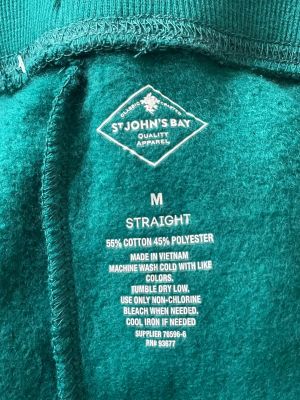 ST JOHN'S BAY
QUALITY
APPAREL
M
STRAIGHT
55% COTTON 45% POLYESTER
MADE IN VIETNAM
MACHINE WASH COLD WITH LIKE
COLORS.
TUMBLE DRY LOW.
USE ONLY NON-CHLORINE
BLEACH WHEN NEEDED.
COOL IRON IF NEEDED
SUPPLIER 76596-6
RN# 93677